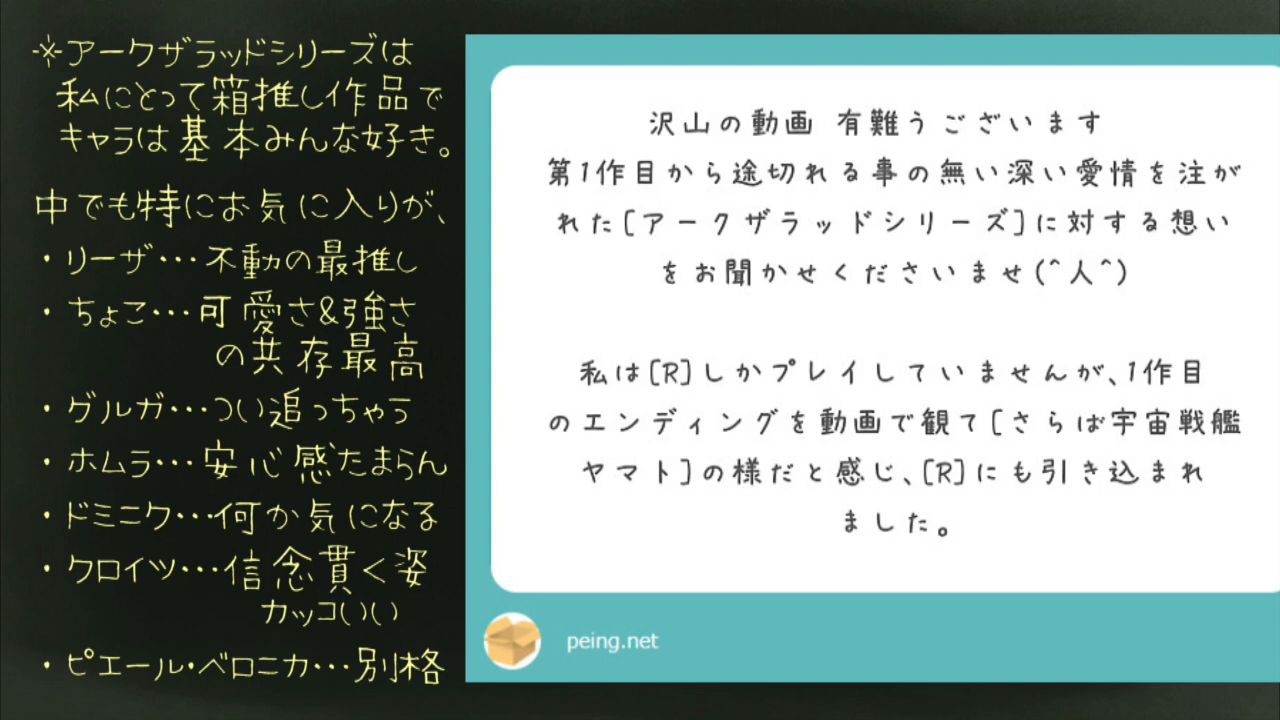 ※アークザラッドシリーズは
私にとって箱推し作品で
キャラは基本みんな好き。
中でも特にお気に入りが、
・リーザ・・・不動の最推し
・ちょこ・・・可愛さ&強さ
の共存最高
・グルガ・・・つい追っちゃう
・ホムラ・・・安心感たまらん
・ドミニク・・・何か気になる
・クロイツ・・・信念貫く姿
カッコいい
・ピエール・ベロニカ・・・別格
沢山の動画 有難うございます
第1作目から途切れる事の無い深い愛情を注が
れた[アークザラッドシリーズ]に対する想い
をお聞かせくださいませ(^人^)
私は[R]しかプレイしていませんが、1作目
のエンディングを動画で観て[さらば宇宙戦艦
ヤマト]の様だと感じ、[R]にも引き込まれ
ました。
peing.net